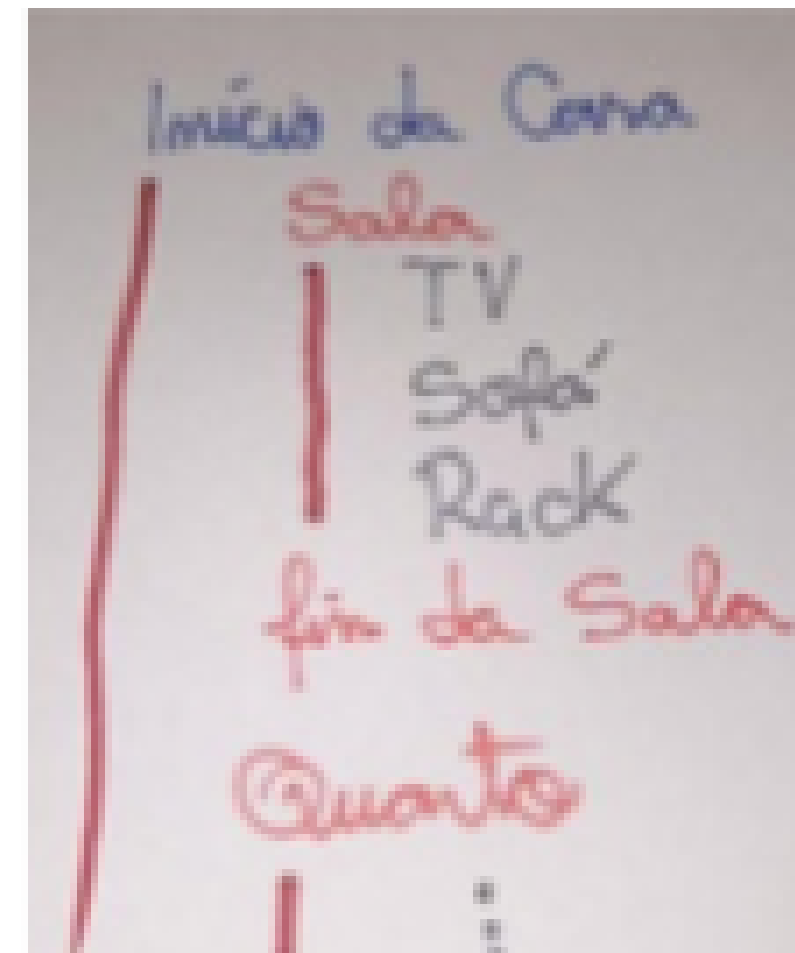 Início da Casa
Sala
TV
Sofá
Rack
fim da Sala
Quarto